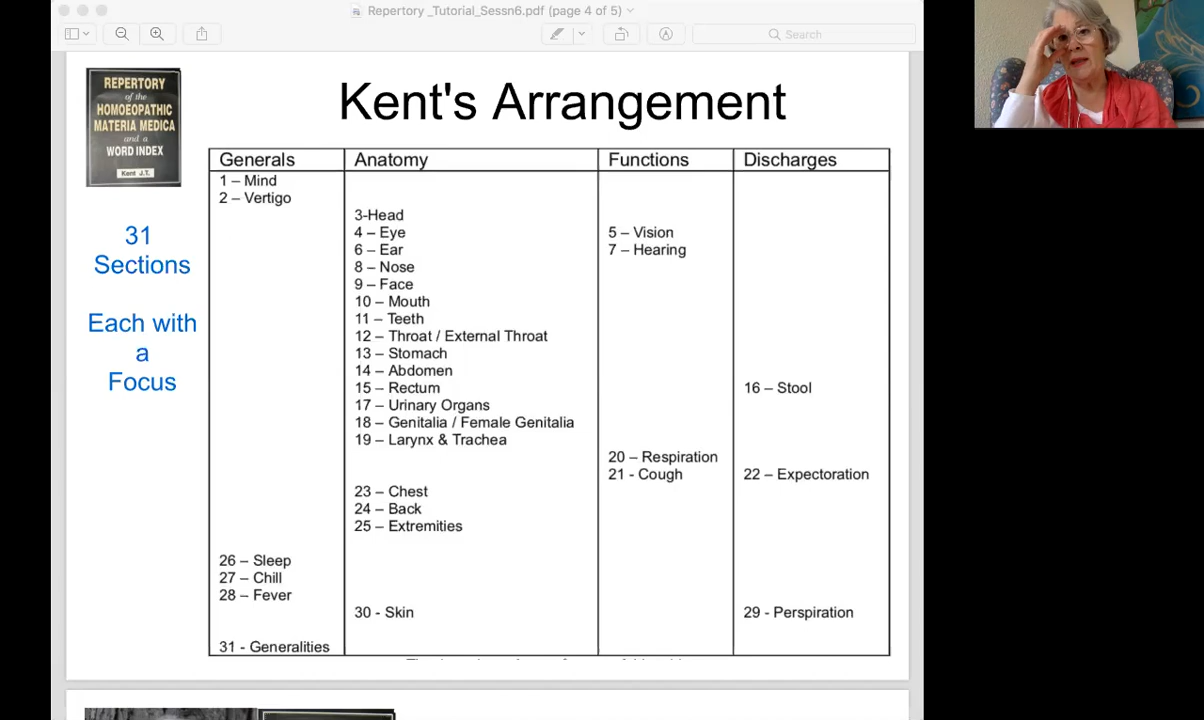 Repertory _Tutorial_Sessn6.pdf (page 4 of 5)
Search
REPERTORY
of the
HOMOEOPATHIC
MATERIA MEDICA
and a
WORD INDEX
Kent J.T.
Kent's Arrangement
31
Sections
Each with
a
Focus
Generals Anatomy Functions Discharges
1 – Mind
2 – Vertigo
3-Head
4 – Eye 5 – Vision
6 – Ear 7 – Hearing
8 – Nose
9 – Face
10 – Mouth
11 – Teeth
12 – Throat / External Throat
13 – Stomach
14 – Abdomen
15 – Rectum 16 – Stool
17 – Urinary Organs
18 – Genitalia / Female Genitalia
19 – Larynx & Trachea
20 – Respiration
21 - Cough 22 – Expectoration
23 – Chest
24 – Back
25 – Extremities
26 – Sleep
27 – Chill
28 – Fever
30 - Skin 29 - Perspiration
31 - Generalities